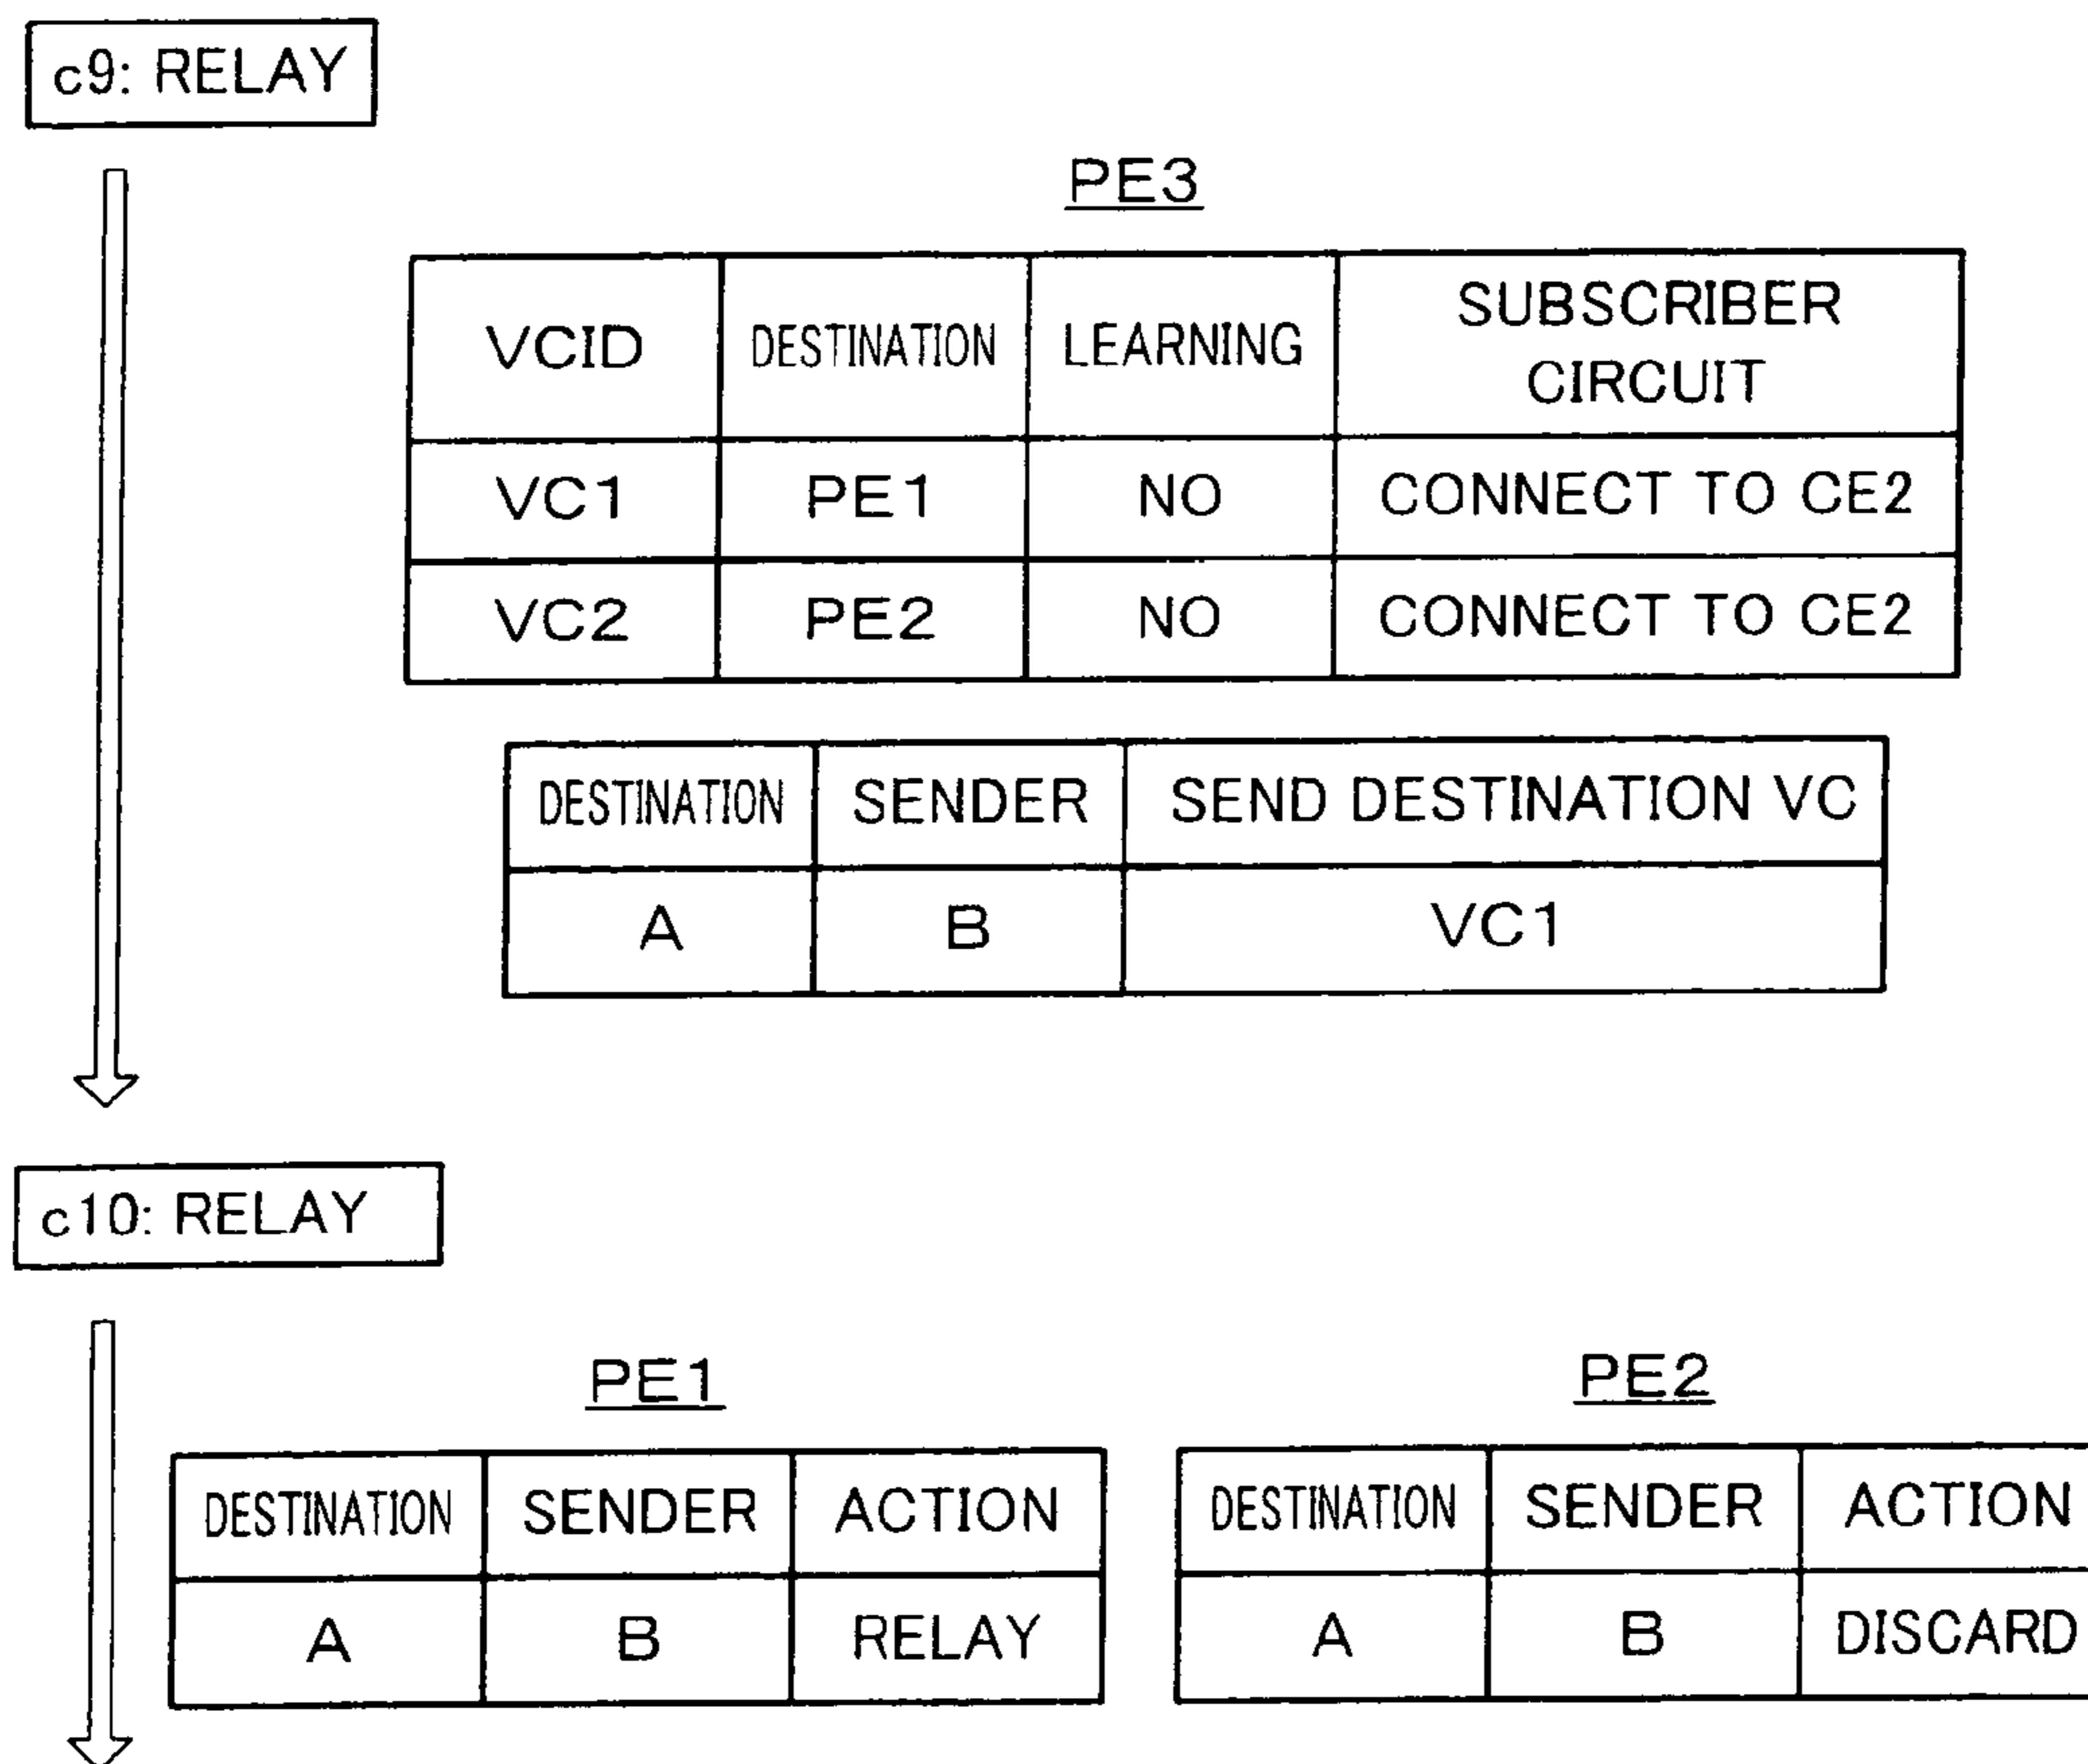 c9: RELAY
PE3
VCID DESTINATION LEARNING SUBSCRIBER CIRCUIT
VC1 PE1 NO CONNECT TO CE2
VC2 PE2 NO CONNECT TO CE2
DESTINATION SENDER SEND DESTINATION VC
A B VC1
c10: RELAY
PE1
DESTINATION SENDER ACTION
A B RELAY
PE2
DESTINATION SENDER ACTION
A B DISCARD